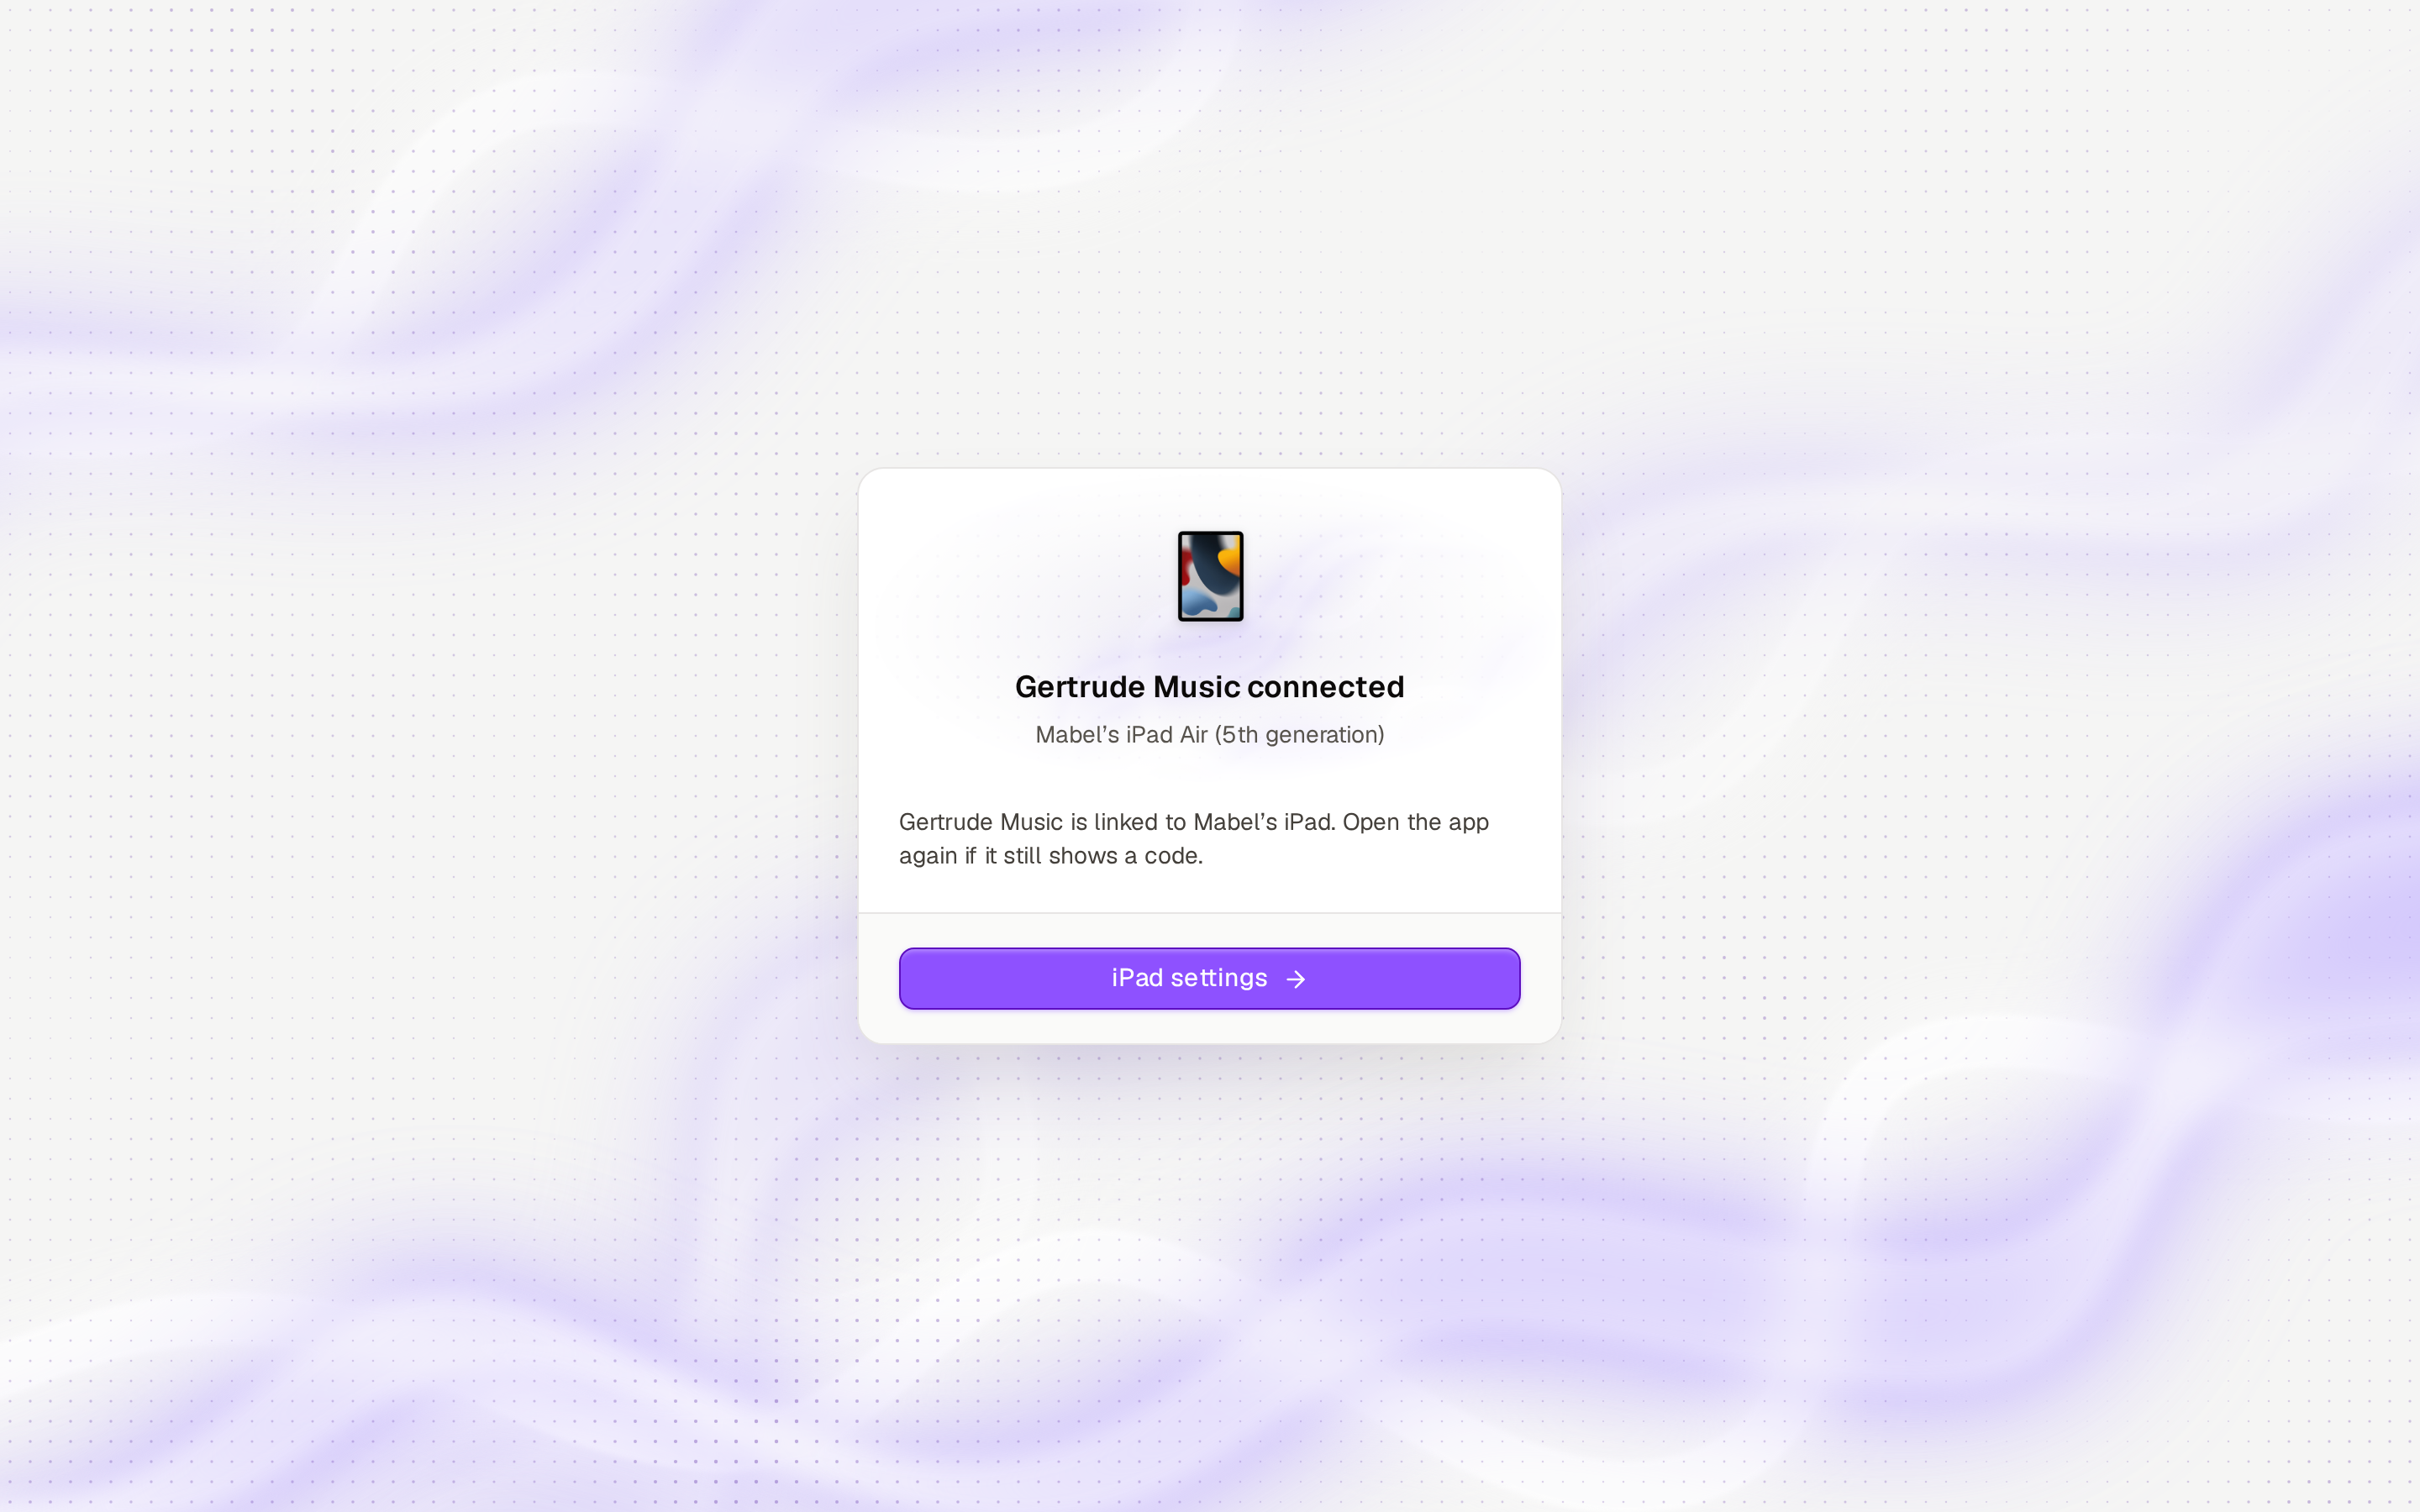 Gertrude Music connected
Mabel’s iPad Air (5th generation)
Gertrude Music is linked to Mabel’s iPad. Open the app
again if it still shows a code.
iPad settings